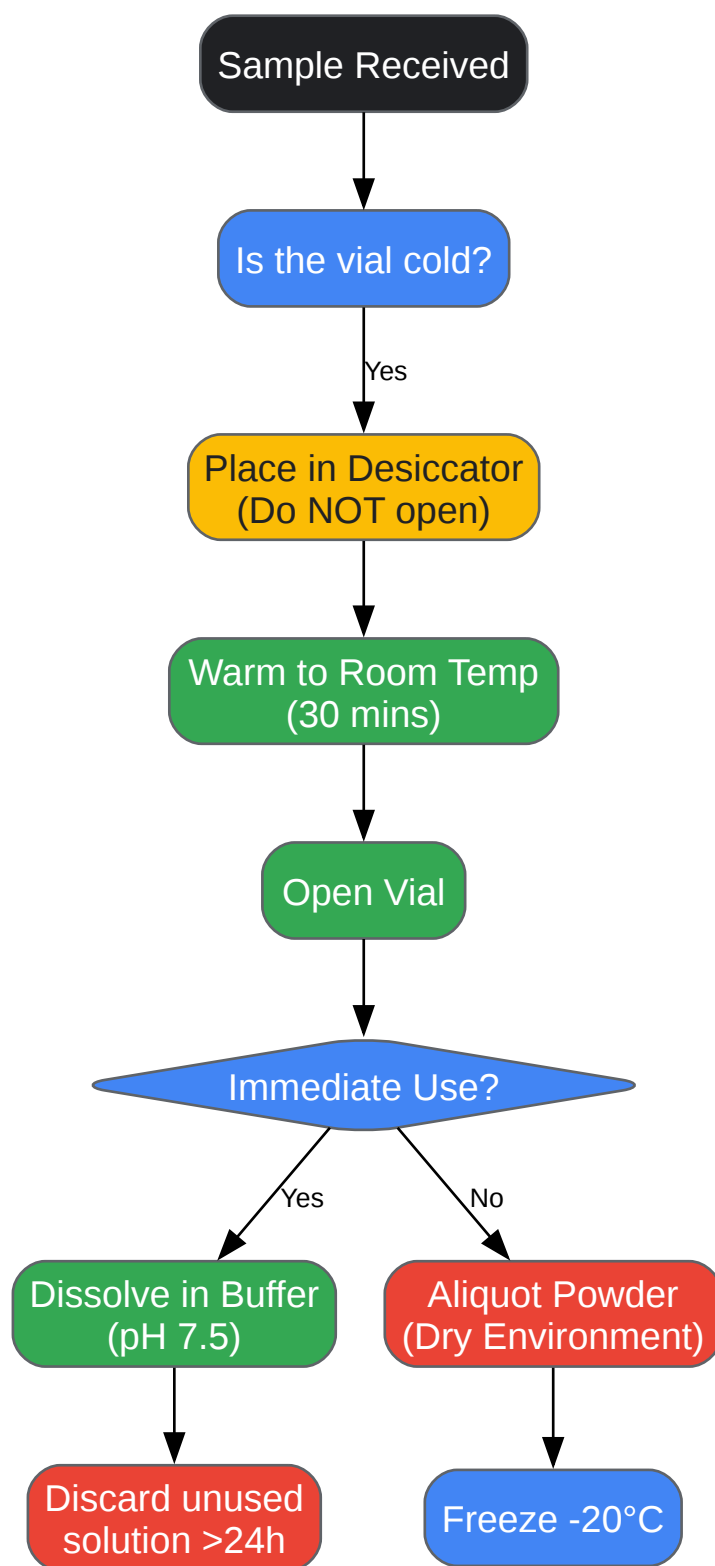 Sample Received
Is the vial cold?
Yes
Place in Desiccator
(Do NOT open)
Warm to Room Temp
(30 mins)
Open Vial
Immediate Use?
Yes
No
Dissolve in Buffer
(pH 7.5)
Aliquot Powder
(Dry Environment)
Discard unused
solution >24h
Freeze -20°C